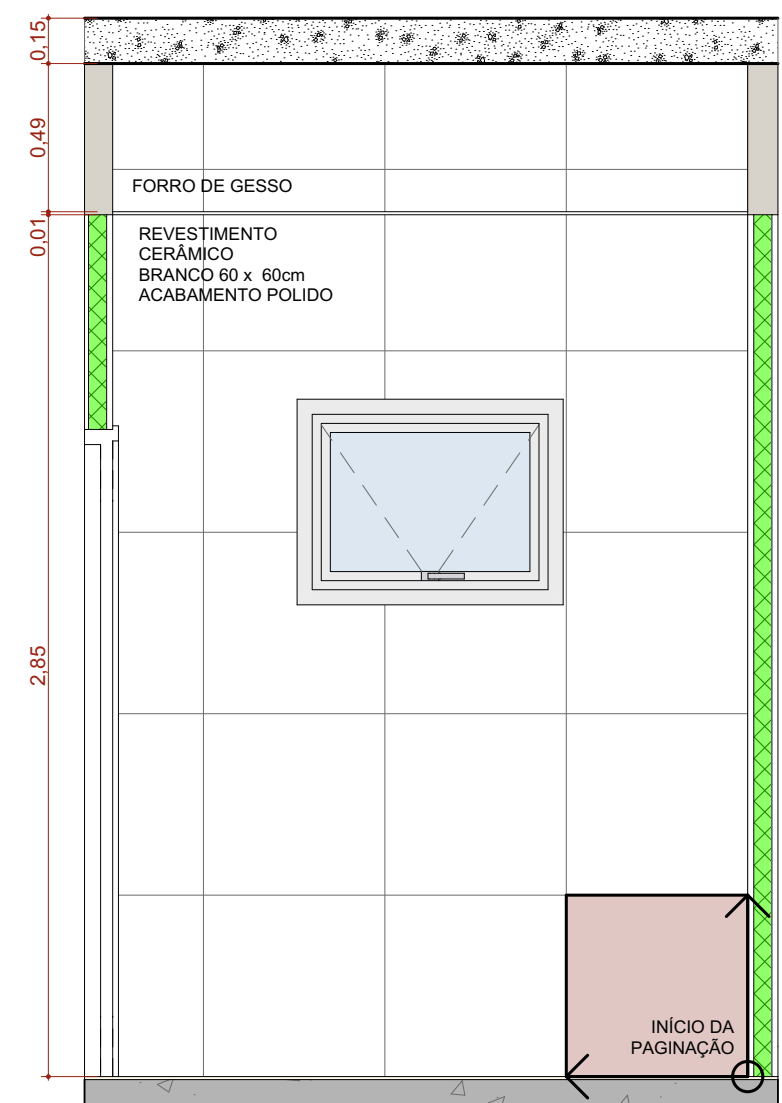 0,15
0,49
FORRO DE GESSO
0,01
REVESTIMENTO
CERÂMICO
BRANCO 60 x 60cm
ACABAMENTO POLIDO
2,85
INÍCIO DA
PAGINAÇÃO